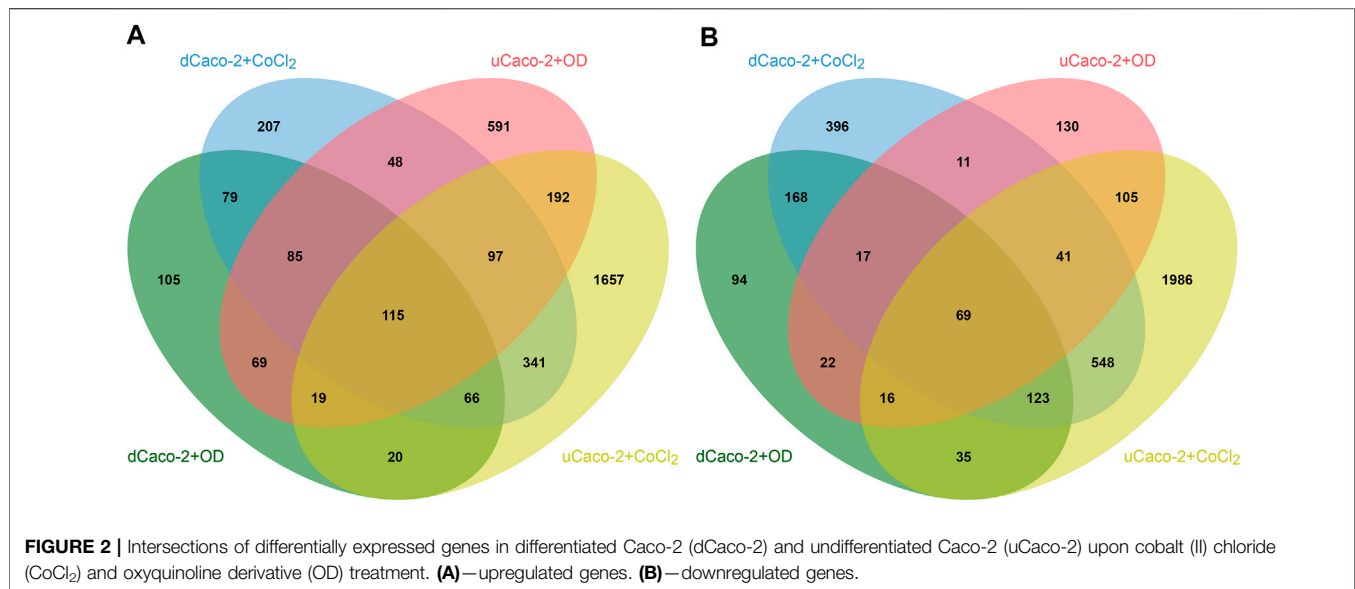 A
B
dCaco-2+CoCl₂
uCaco-2+OD
dCaco-2+CoCl₂
uCaco-2+OD
207
591
48
79
192
85
97
105
1657
115
69
341
19
66
20
dCaco-2+OD
uCaco-2+CoCl₂
396
130
11
168
105
17
41
94
1986
69
22
548
16
123
35
dCaco-2+OD
uCaco-2+CoCl₂
FIGURE 2 | Intersections of differentially expressed genes in differentiated Caco-2 (dCaco-2) and undifferentiated Caco-2 (uCaco-2) upon cobalt (II) chloride
(CoCl₂) and oxyquinoline derivative (OD) treatment. (A)—upregulated genes. (B)—downregulated genes.